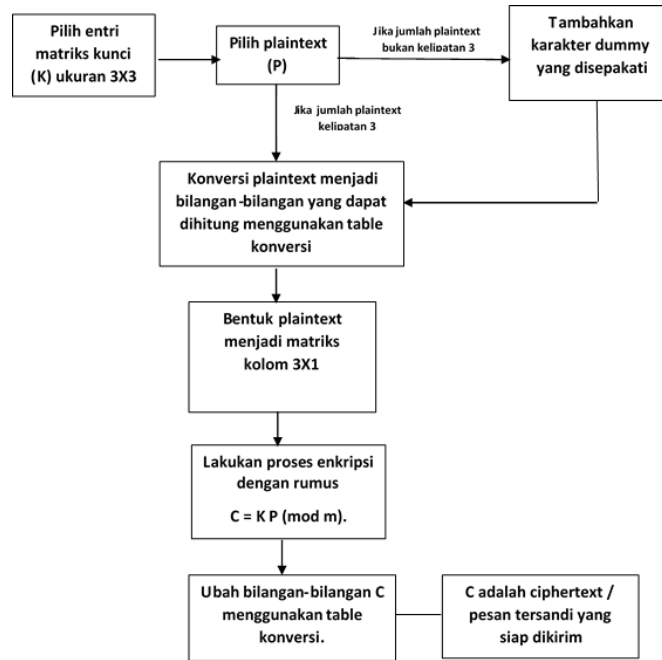 Pilih entri
matriks kunci
(K) ukuran 3X3
Pilih plaintext
(P)
Jika jumlah plaintext
bukan kelipatan 3
Tambahkan
karakter dummy
yang disepakati
Jika jumlah plaintext
kelipatan 3
Konversi plaintext menjadi
bilangan-bilangan yang dapat
dihitung menggunakan table
konversi
Bentuk plaintext
menjadi matriks
kolom 3X1
Lakukan proses enkripsi
dengan rumus
C = K P (mod m).
Ubah bilangan-bilangan C
menggunakan table
konversi.
C adalah ciphertext /
pesan tersandi yang
siap dikirim